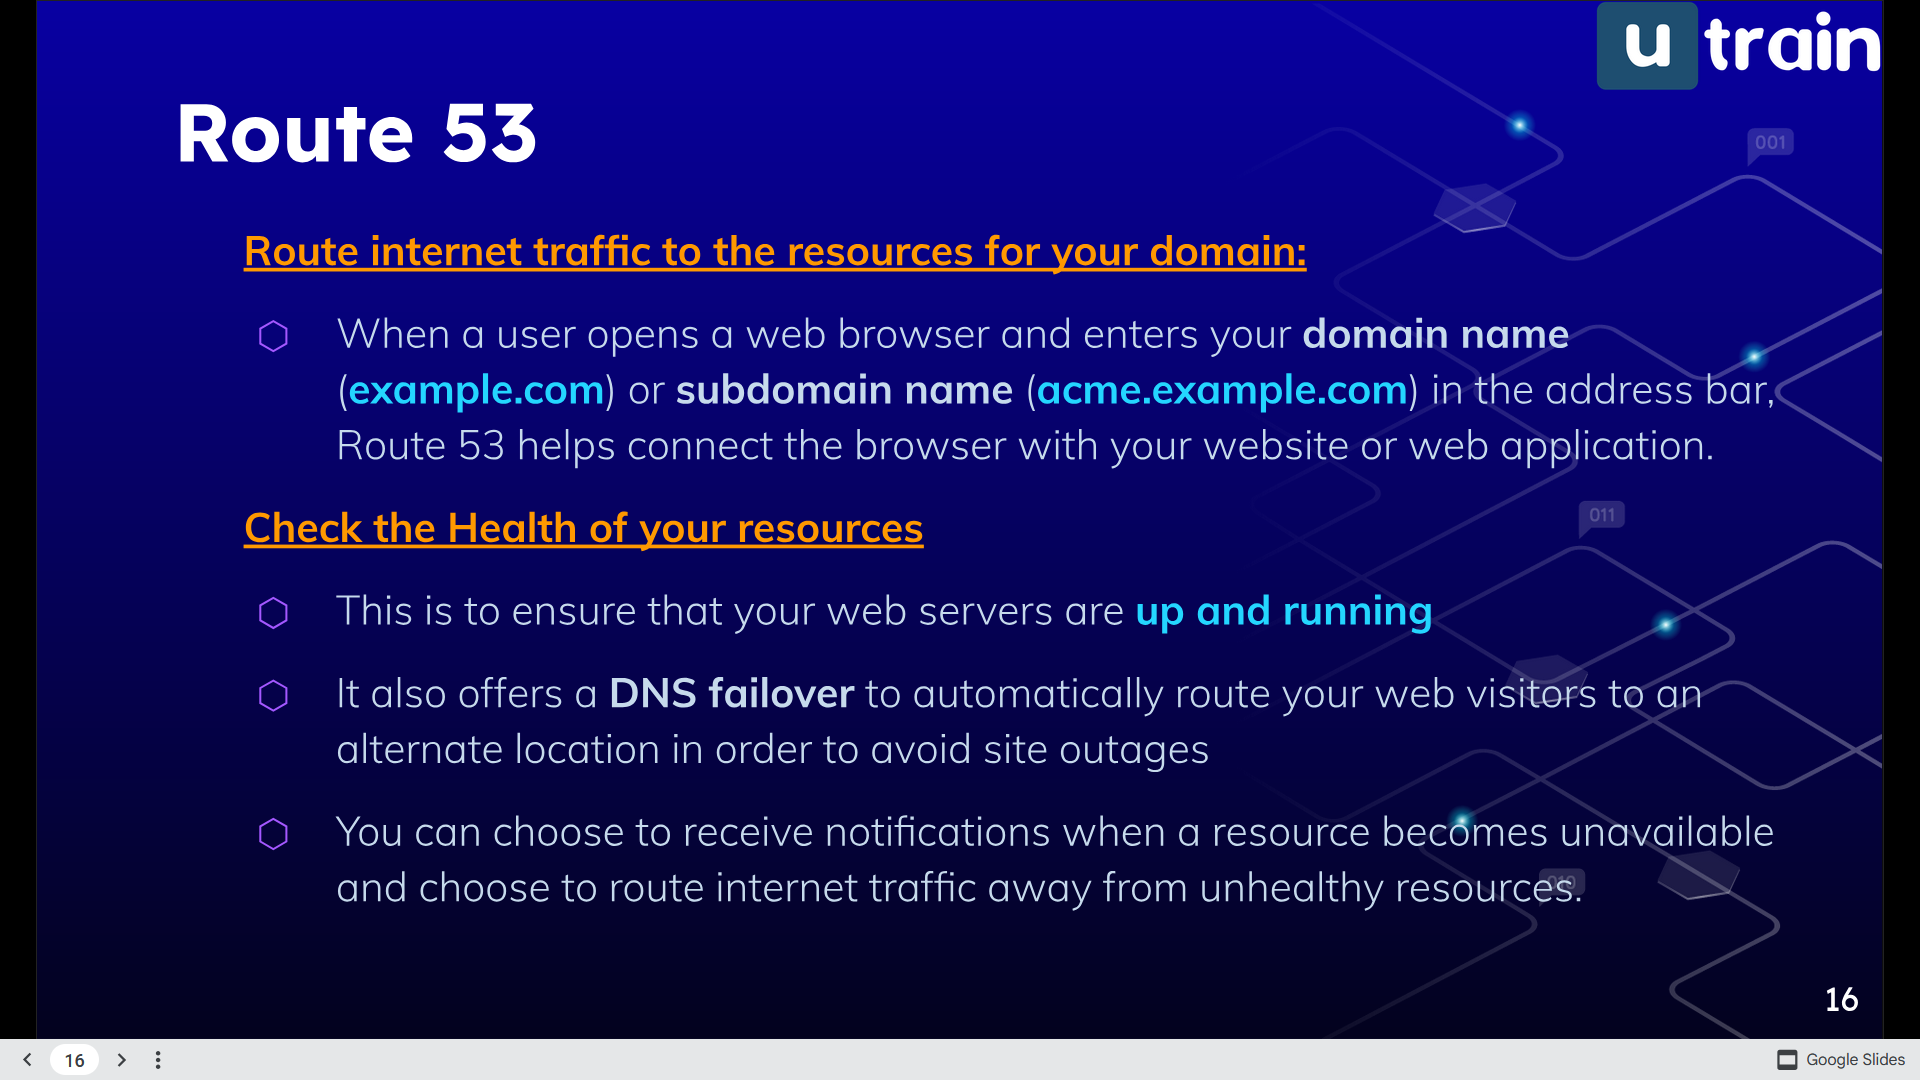 u train
001
Route 53
Route internet traffic to the resources for your domain:
When a user opens a web browser and enters your domain name
(example.com) or subdomain name (acme.example.com) in the address bar,
Route 53 helps connect the browser with your website or web application.
011
Check the Health of your resources
This is to ensure that your web servers are up and running
It also offers a DNS failover to automatically route your web visitors to an
alternate location in order to avoid site outages
You can choose to receive notifications when a resource becomes unavailable
and choose to route internet traffic away from unhealthy resources.
010
16
16
Google Slides